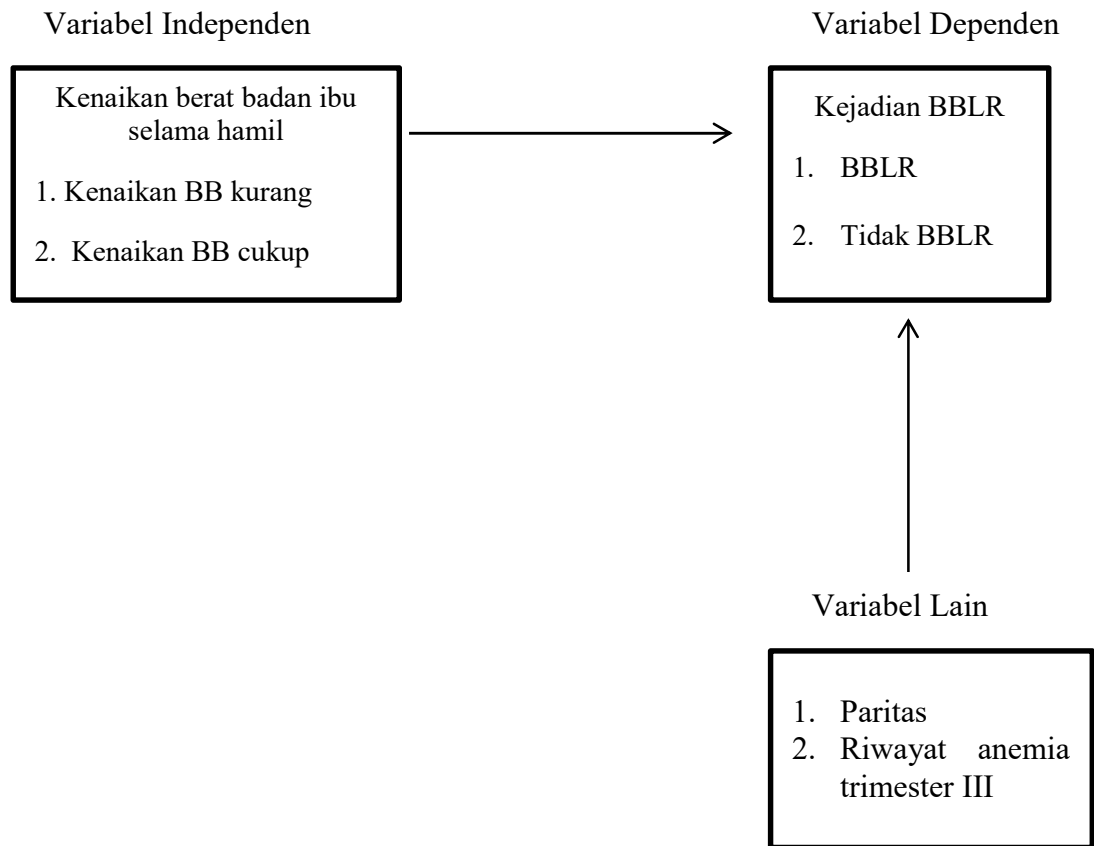 Variabel Independen
Kenaikan berat badan ibu
selama hamil
1. Kenaikan BB kurang
2. Kenaikan BB cukup
Variabel Dependen
Kejadian BBLR
1. BBLR
2. Tidak BBLR
Variabel Lain
1. Paritas
2. Riwayat anemia
trimester III